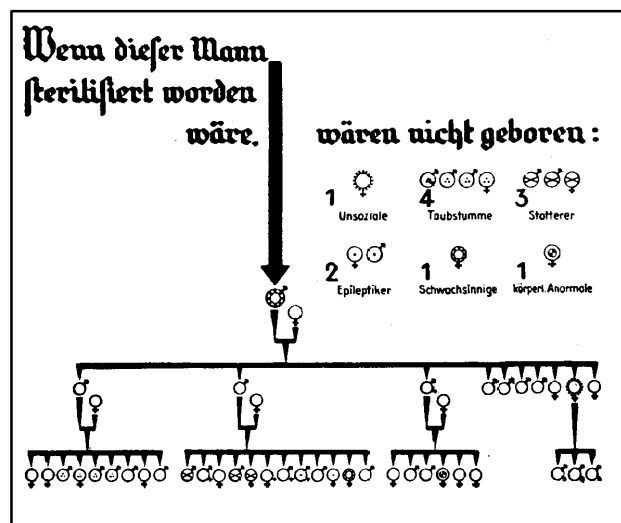 Wenn dieser Mann
sterilisiert worden
wäre,
wären nicht geboren:
1 Unsoziale
4 Taubstumme
3 Stotterer
2 Epileptiker
1 Schwachsinnige
1 körperl. Anormale